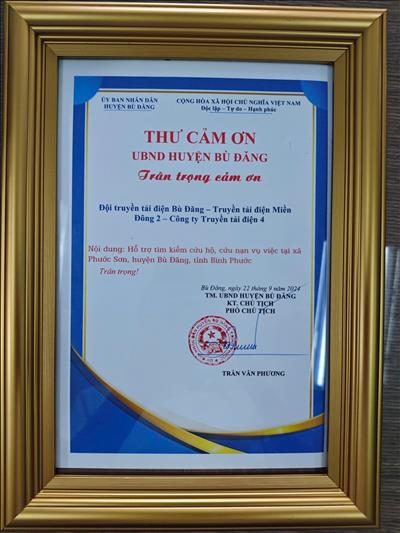 ỦY BAN NHÂN DÂN
HUYỆN BÙ ĐĂNG
CỘNG HÒA XÃ HỘI CHỦ NGHĨA VIỆT NAM
Độc lập – Tự do – Hạnh phúc
THƯ CẢM ƠN
UBND HUYỆN BÙ ĐĂNG
Trân trọng cảm ơn
Đội truyền tải điện Bù Đăng – Truyền tải điện Miền
Đông 2 – Công ty Truyền tải điện 4
Nội dung: Hỗ trợ tìm kiếm cứu hộ, cứu nạn vụ việc tại xã
Phước Sơn, huyện Bù Đăng, tỉnh Bình Phước
Trân trọng!
Bù Đăng, ngày 22 tháng 9 năm 2024
TM. UBND HUYỆN BÙ ĐĂNG
KT. CHỦ TỊCH
PHÓ CHỦ TỊCH
TRẦN VĂN PHƯƠNG